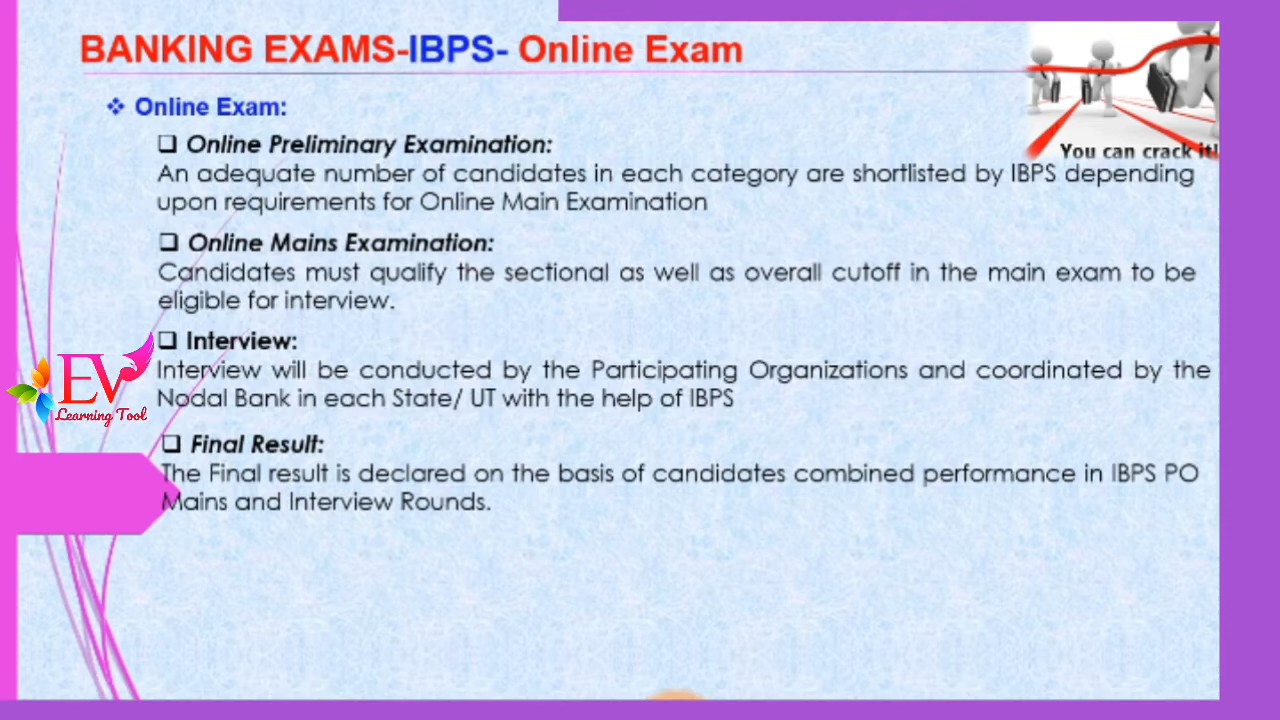 BANKING EXAMS-IBPS- Online Exam
You can crack it!
Online Exam:
Online Preliminary Examination:
An adequate number of candidates in each category are shortlisted by IBPS depending
upon requirements for Online Main Examination
Online Mains Examination:
Candidates must qualify the sectional as well as overall cutoff in the main exam to be
eligible for interview.
Interview:
Interview will be conducted by the Participating Organizations and coordinated by the
Nodal Bank in each State/ UT with the help of IBPS
EV
Learning Tool
Final Result:
The Final result is declared on the basis of candidates combined performance in IBPS PO
Mains and Interview Rounds.